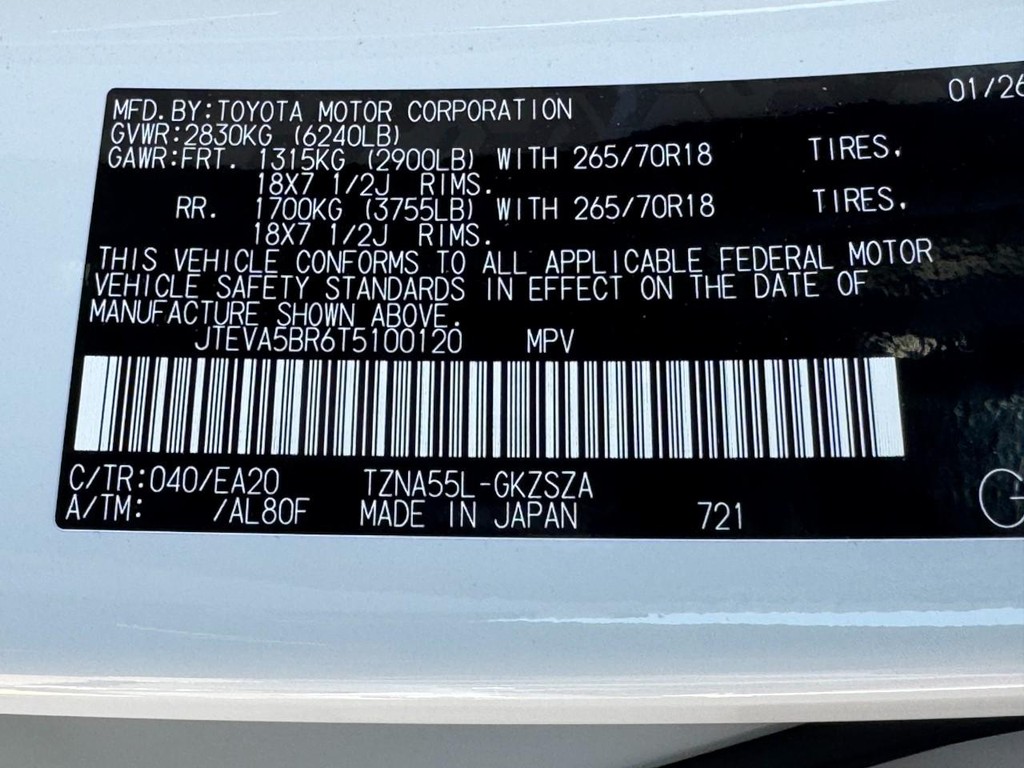 MFD.BY:TOYOTA MOTOR CORPORATION 01/26
GVWR:2830KG (6240LB)
GAWR:FRT. 1315KG (2900LB) WITH 265/70R18 TIRES,
18X7 1/2J RIMS.
RR. 1700KG (3755LB) WITH 265/70R18 TIRES,
18X7 1/2J RIMS.
THIS VEHICLE CONFORMS TO ALL APPLICABLE FEDERAL MOTOR
VEHICLE SAFETY STANDARDS IN EFFECT ON THE DATE OF
MANUFACTURE SHOWN ABOVE.
JTEVA5BR6T5100120 MPV
C/TR:040/EA20 TZNA55L-GKZSZA
A/TM: /AL80F MADE IN JAPAN 721